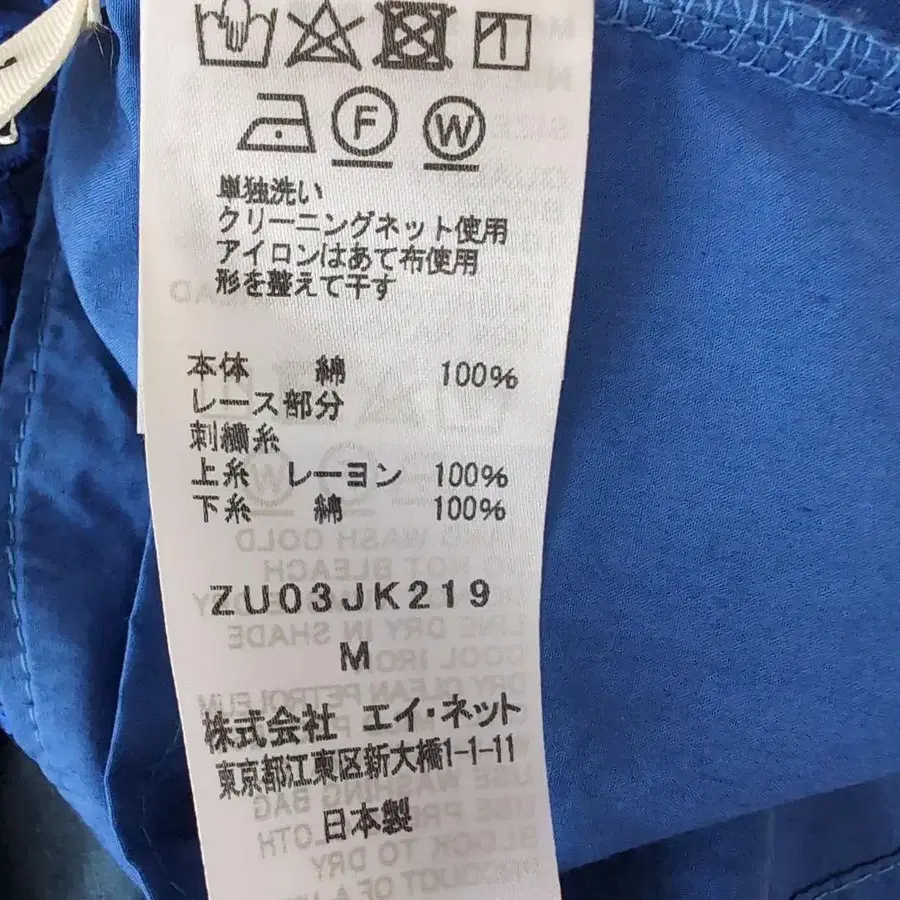 F W
単独洗い
クリーニングネット使用
アイロンはあて布使用
形を整えて干す
本体 綿 100%
レース部分
刺繍糸
上糸 レーヨン 100%
下糸 綿 100%
ZU03JK219
M
株式会社 エイ・ネット
東京都江東区新大橋1-1-11
日本製